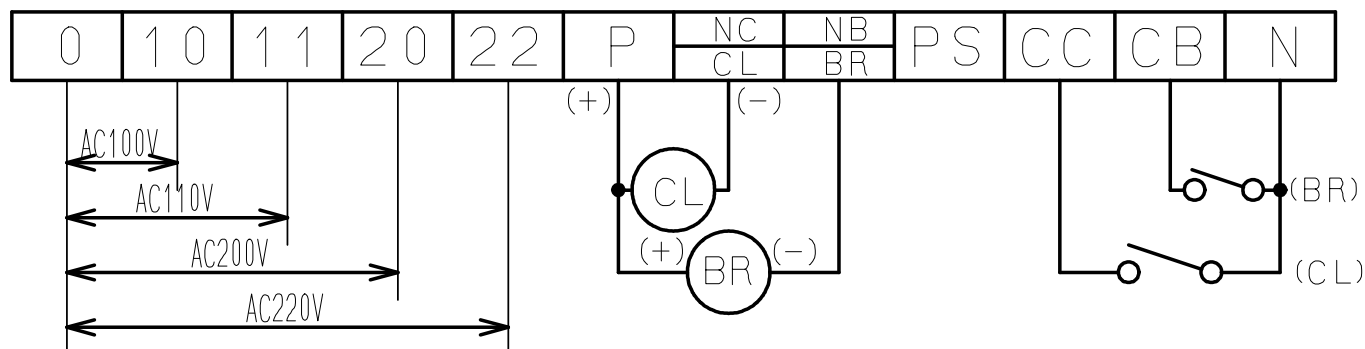 0 10 11 20 22 P NC NB PS CC CB N
CL BR
(+) (-)
AC100V
CL
(BR)
AC110V
(+) (-)
AC200V
BR
(CL)
AC220V